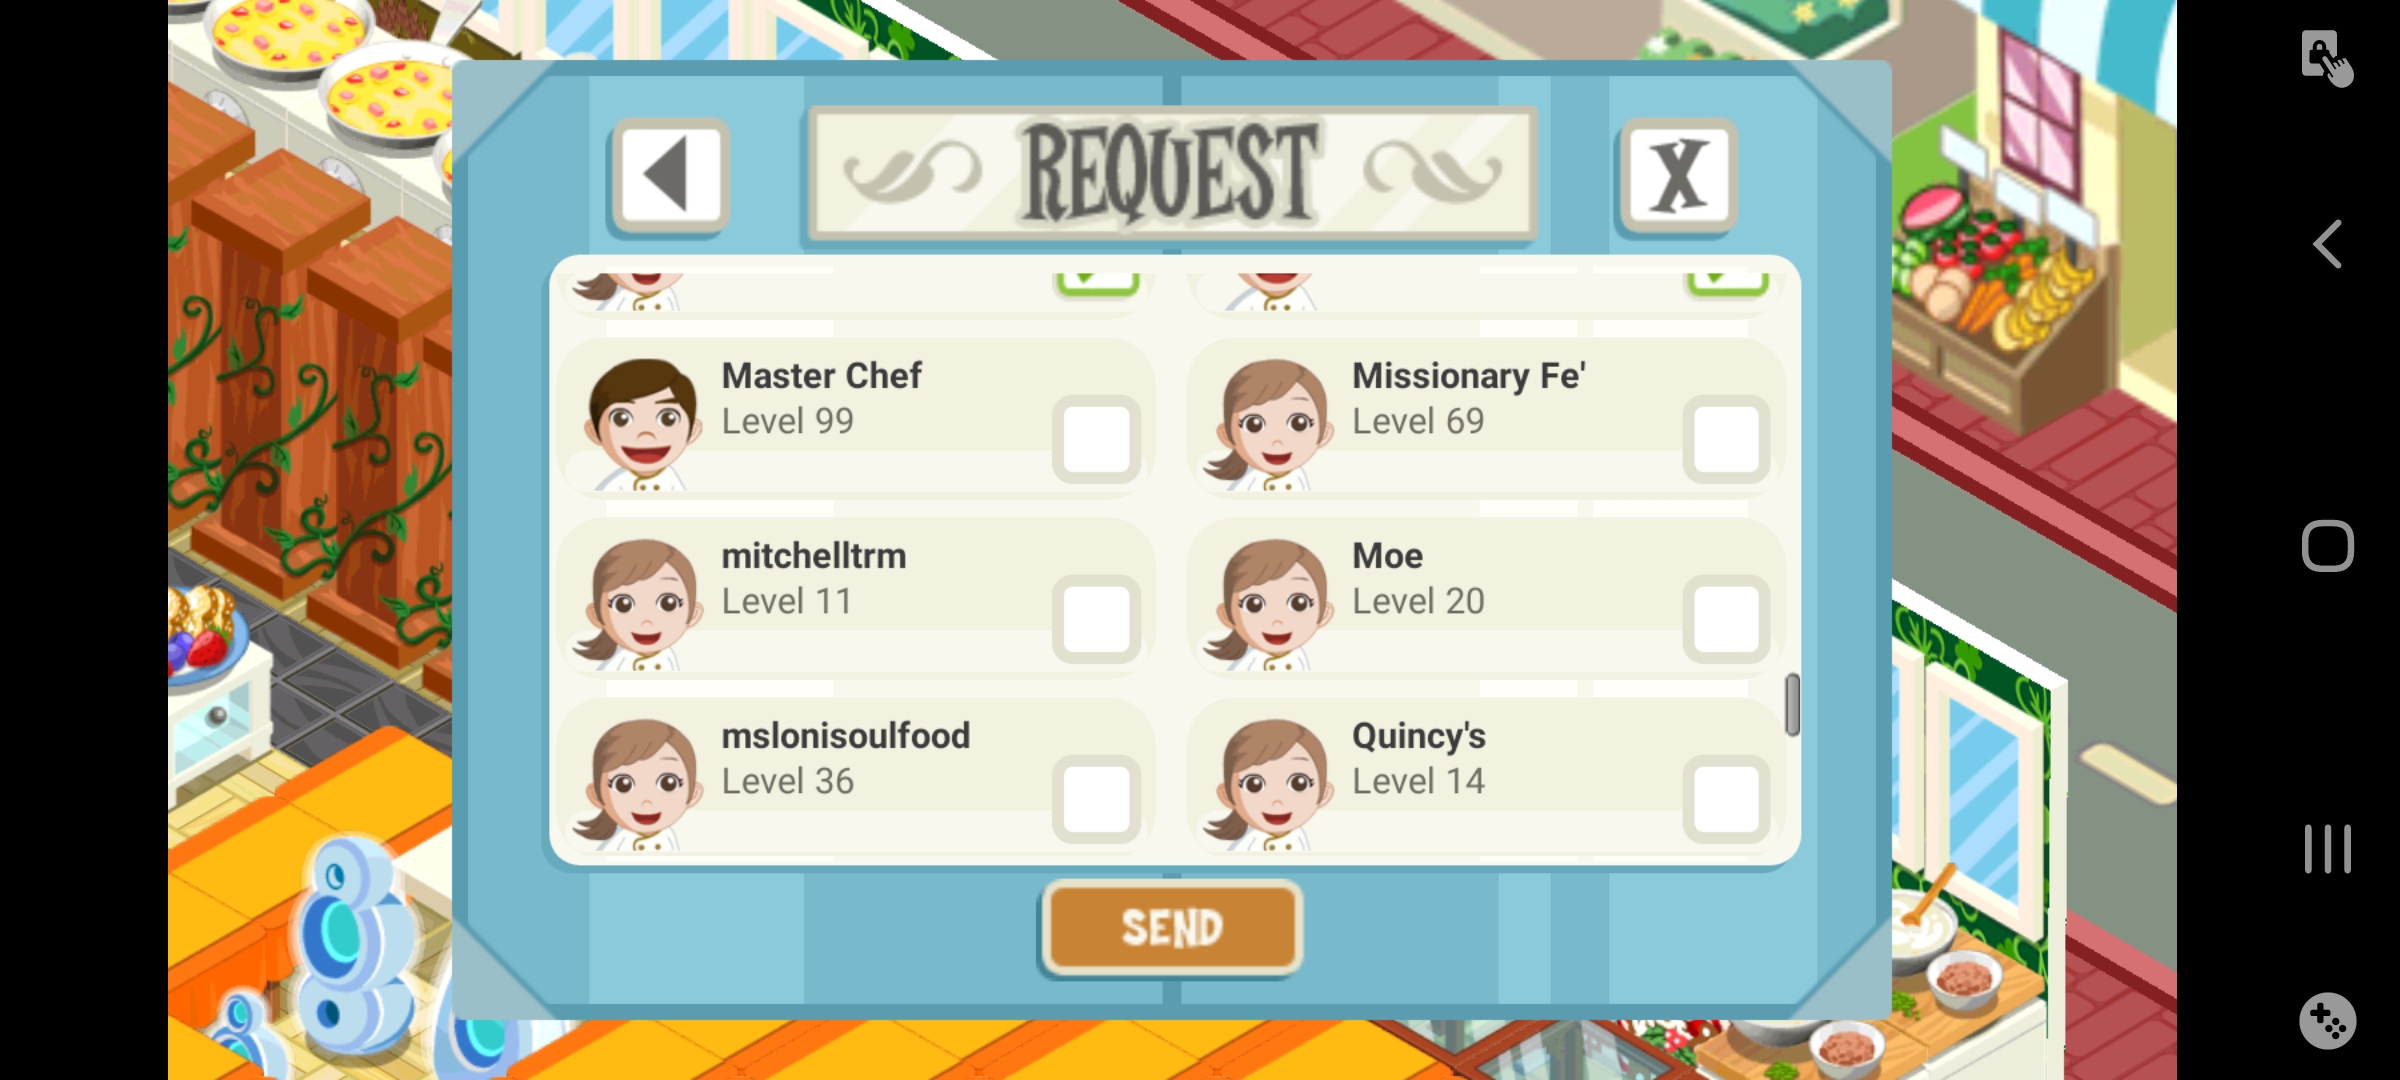 REQUEST
X
Master Chef
Level 99
Missionary Fe'
Level 69
mitchelltrm
Level 11
Moe
Level 20
mslonisoulfood
Level 36
Quincy's
Level 14
SEND